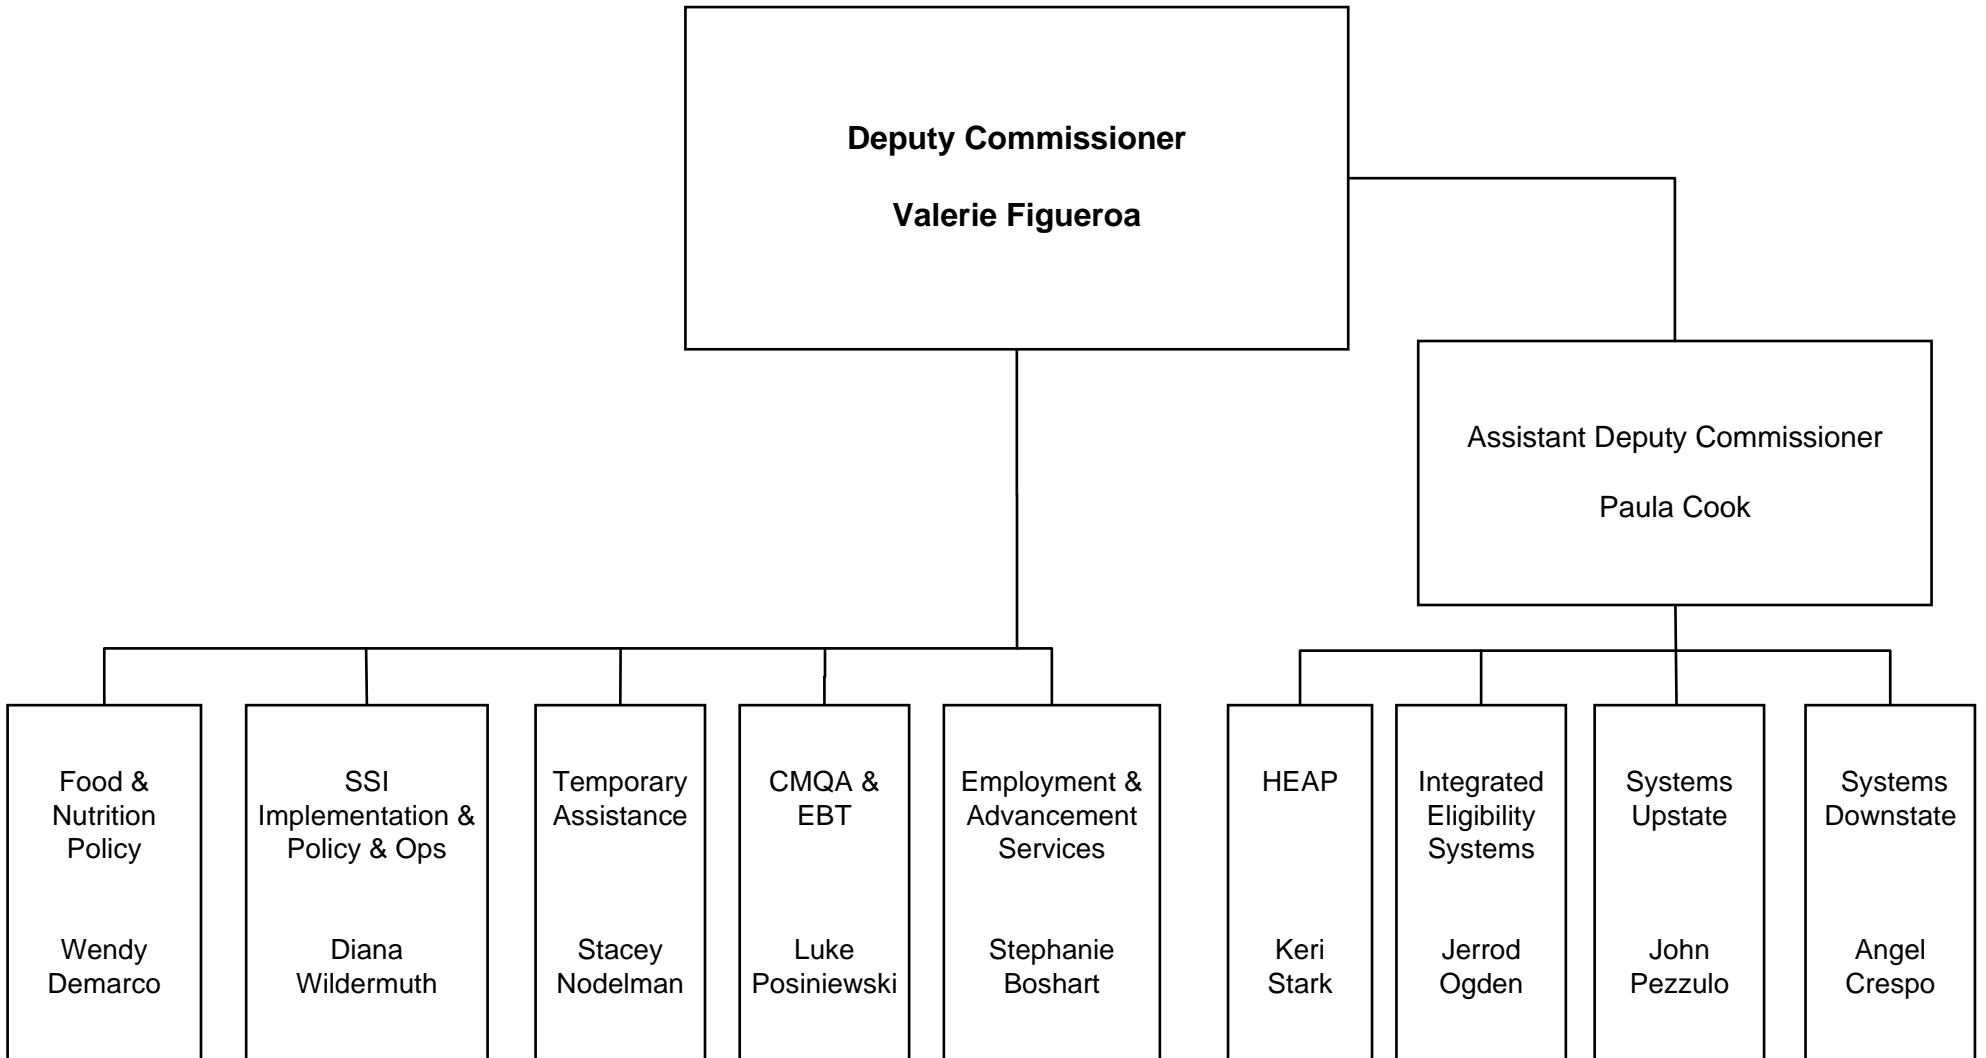 Deputy Commissioner
Valerie Figueroa
Assistant Deputy Commissioner
Paula Cook
Food &
Nutrition
Policy
Wendy
Demarco
SSI
Implementation &
Policy & Ops
Diana
Wildermuth
Temporary
Assistance
Stacey
Nodelman
CMQA &
EBT
Luke
Posiniewski
Employment &
Advancement
Services
Stephanie
Boshart
HEAP
Keri
Stark
Integrated
Eligibility
Systems
Jerrod
Ogden
Systems
Upstate
John
Pezzulo
Systems
Downstate
Angel
Crespo